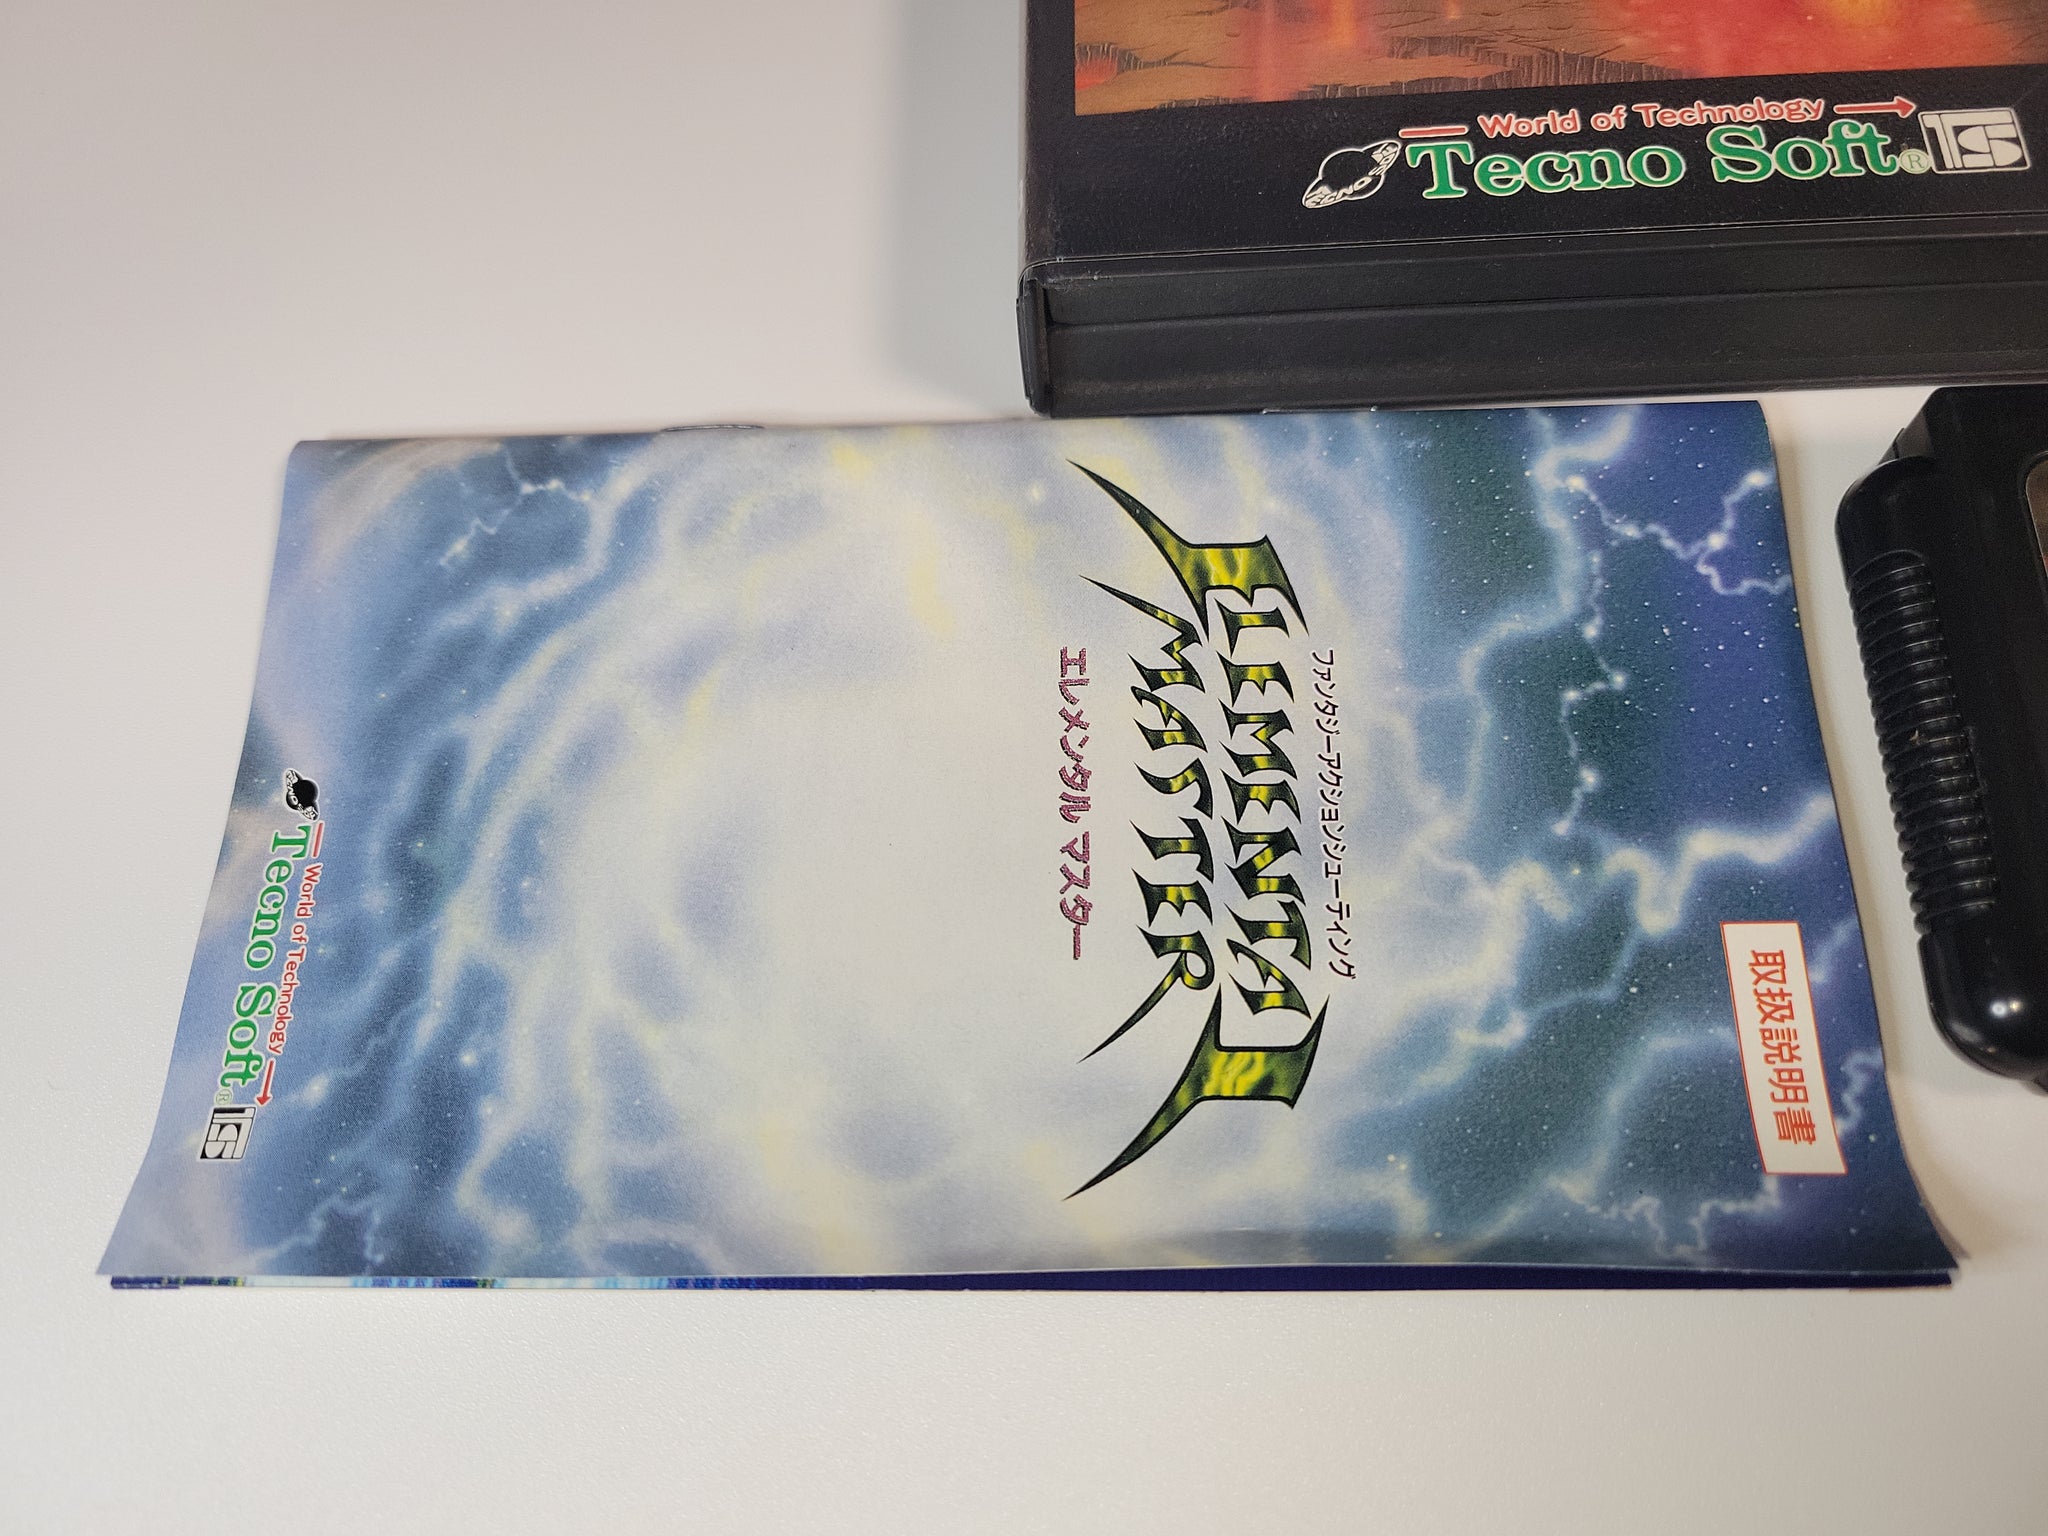 World of Technology
Tecno Soft®
取扱説明書
ファンタジーアクションシューティング
ELEMENTAL
MASTER
エレメンタル マスター
World of Technology
Tecno Soft®